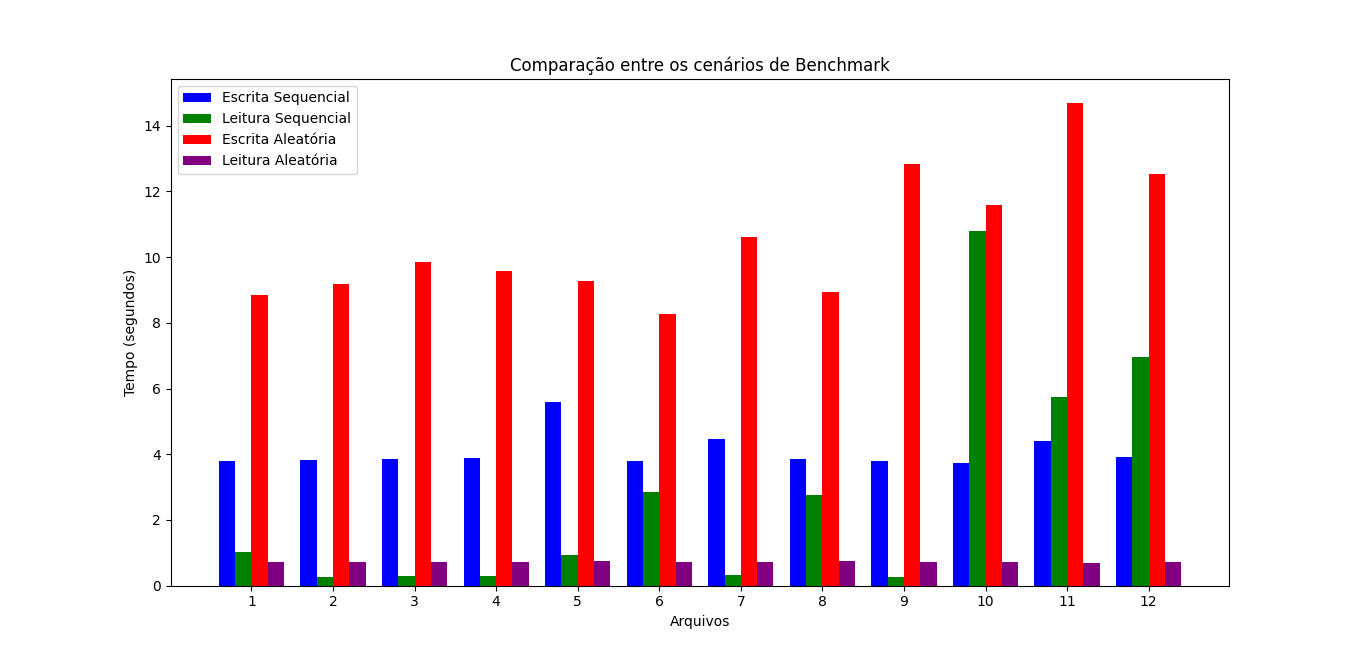 Comparação entre os cenários de Benchmark
Escrita Sequencial
Leitura Sequencial
Escrita Aleatória
Leitura Aleatória
Tempo (segundos)
14
12
10
8
6
4
2
0
1 2 3 4 5 6 7 8 9 10 11 12
Arquivos